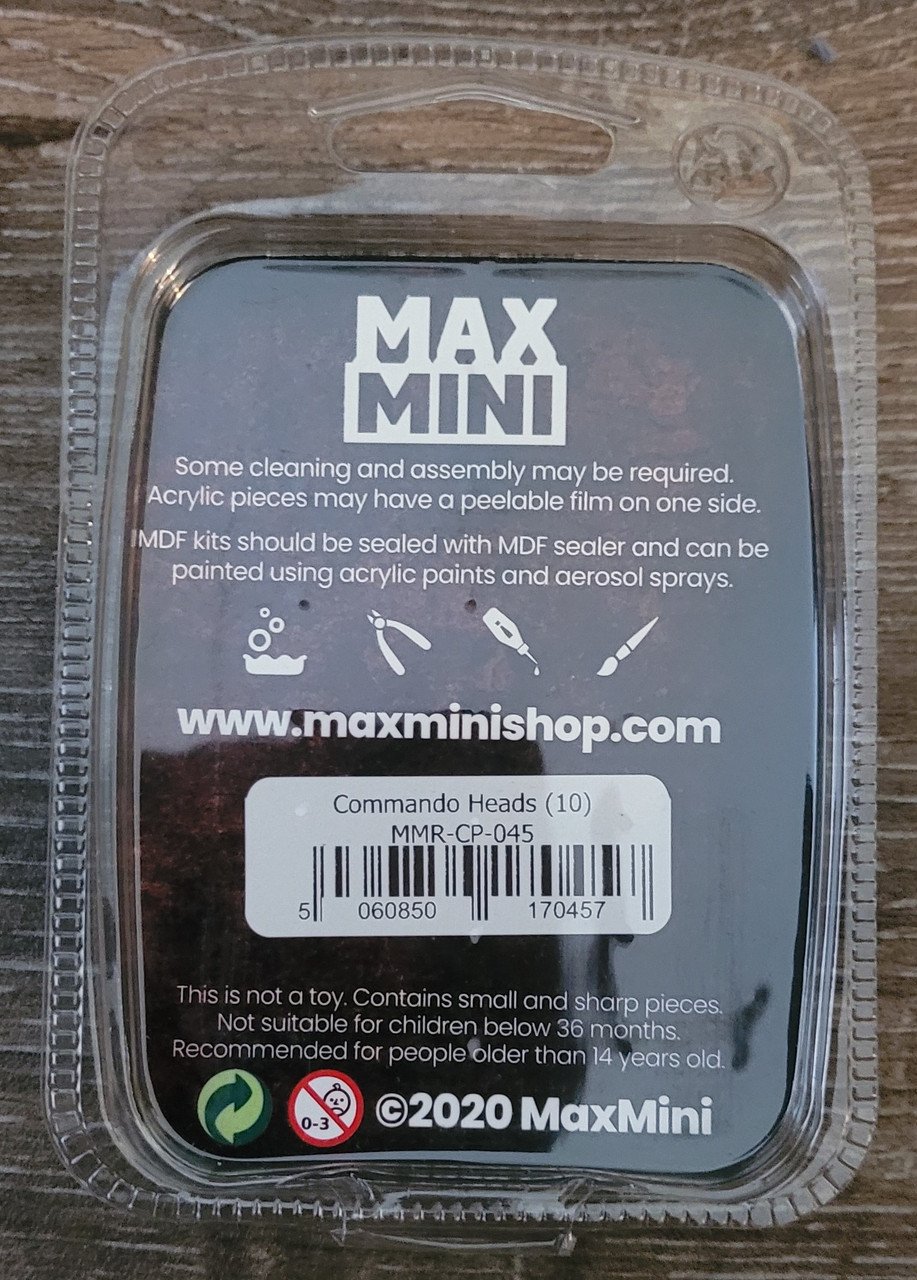 MAX
MINI
Some cleaning and assembly may be required.
Acrylic pieces may have a peelable film on one side.
MDF kits should be sealed with MDF sealer and can be
painted using acrylic paints and aerosol sprays.
www.maxminishop.com
Commando Heads (10)
MMR-CP-045
5 060850 170457
This is not a toy. Contains small and sharp pieces.
Not suitable for children below 36 months.
Recommended for people older than 14 years old.
0-3 ©2020 MaxMini